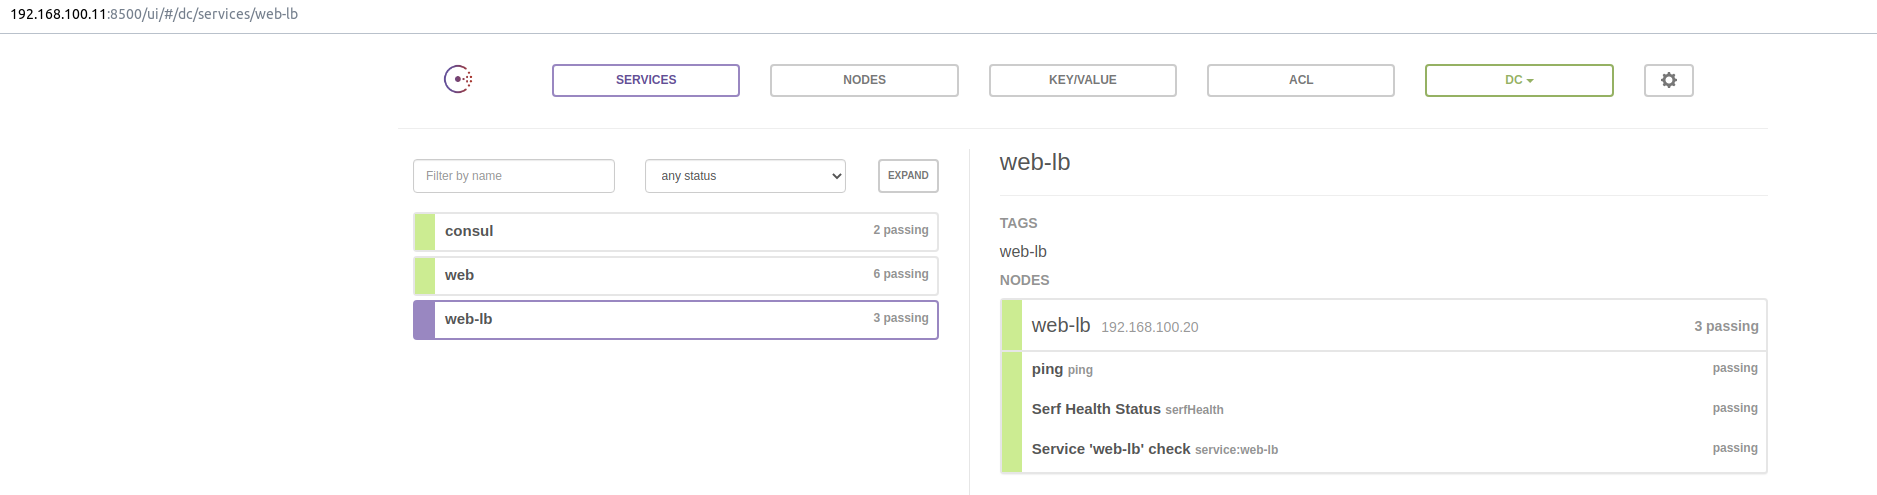 192.168.100.11:8500/ui/#/dc/services/web-lb
SERVICES
NODES
KEY/VALUE
ACL
DC
Filter by name
any status
EXPAND
consul 2 passing
web 6 passing
web-lb 3 passing
web-lb
TAGS
web-lb
NODES
web-lb 192.168.100.20 3 passing
ping ping passing
Serf Health Status serfHealth passing
Service 'web-lb' check service:web-lb passing